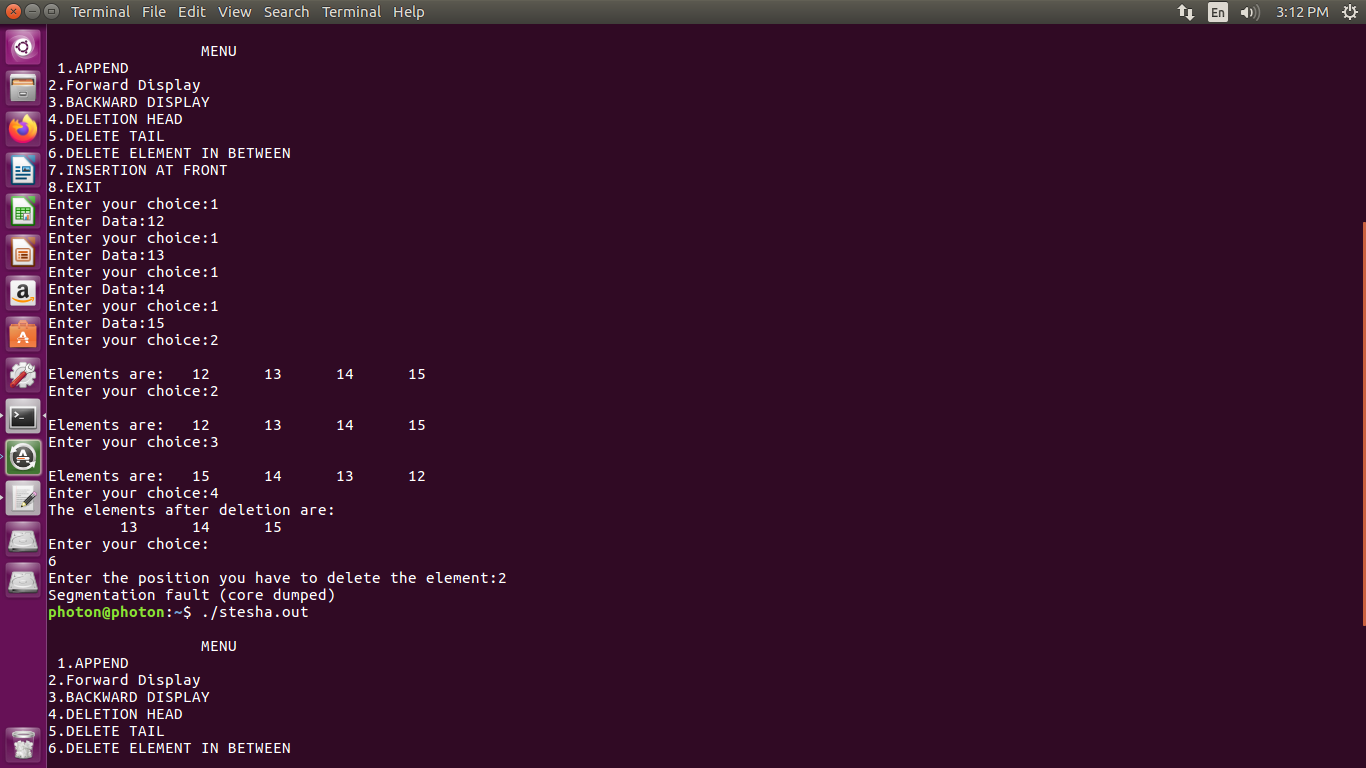 Terminal File Edit View Search Terminal Help En 3:12 PM
MENU
1.APPEND
2.Forward Display
3.BACKWARD DISPLAY
4.DELETION HEAD
5.DELETE TAIL
6.DELETE ELEMENT IN BETWEEN
7.INSERTION AT FRONT
8.EXIT
Enter your choice:1
Enter Data:12
Enter your choice:1
Enter Data:13
Enter your choice:1
Enter Data:14
Enter your choice:1
Enter Data:15
Enter your choice:2
Elements are: 12 13 14 15
Enter your choice:2
Elements are: 12 13 14 15
Enter your choice:3
Elements are: 15 14 13 12
Enter your choice:4
The elements after deletion are:
13 14 15
Enter your choice:
6
Enter the position you have to delete the element:2
Segmentation fault (core dumped)
photon@photon:~$ ./stesha.out
MENU
1.APPEND
2.Forward Display
3.BACKWARD DISPLAY
4.DELETION HEAD
5.DELETE TAIL
6.DELETE ELEMENT IN BETWEEN